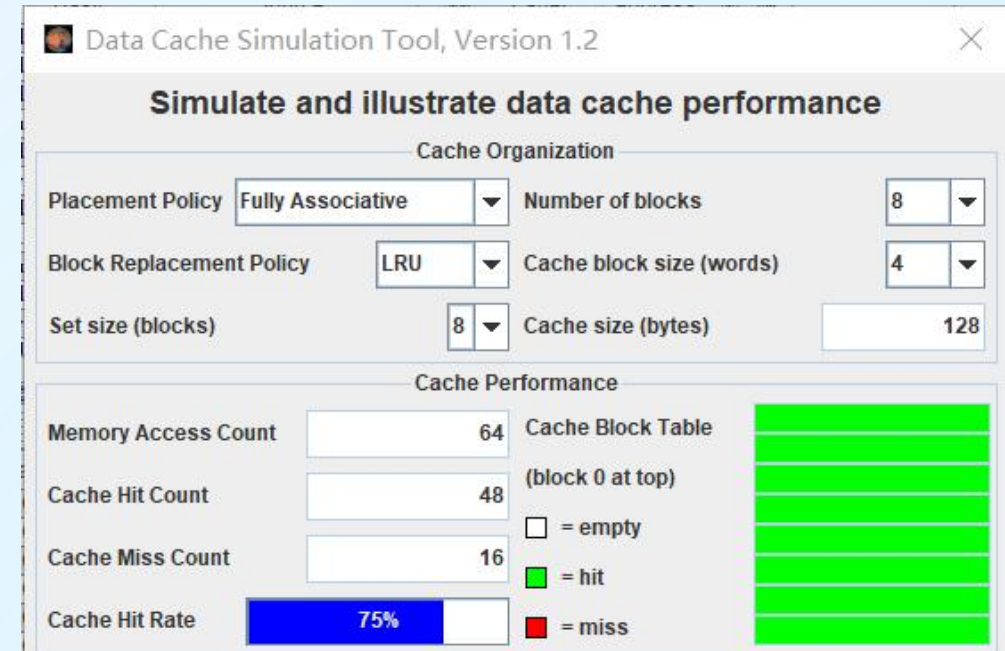 Data Cache Simulation Tool, Version 1.2
Simulate and illustrate data cache performance
Cache Organization
Placement Policy Fully Associative Number of blocks 8
Block Replacement Policy LRU Cache block size (words) 4
Set size (blocks) 8 Cache size (bytes) 128
Cache Performance
Memory Access Count 64 Cache Block Table
(block 0 at top)
Cache Hit Count 48
= empty
Cache Miss Count 16
= hit
Cache Hit Rate 75%
= miss